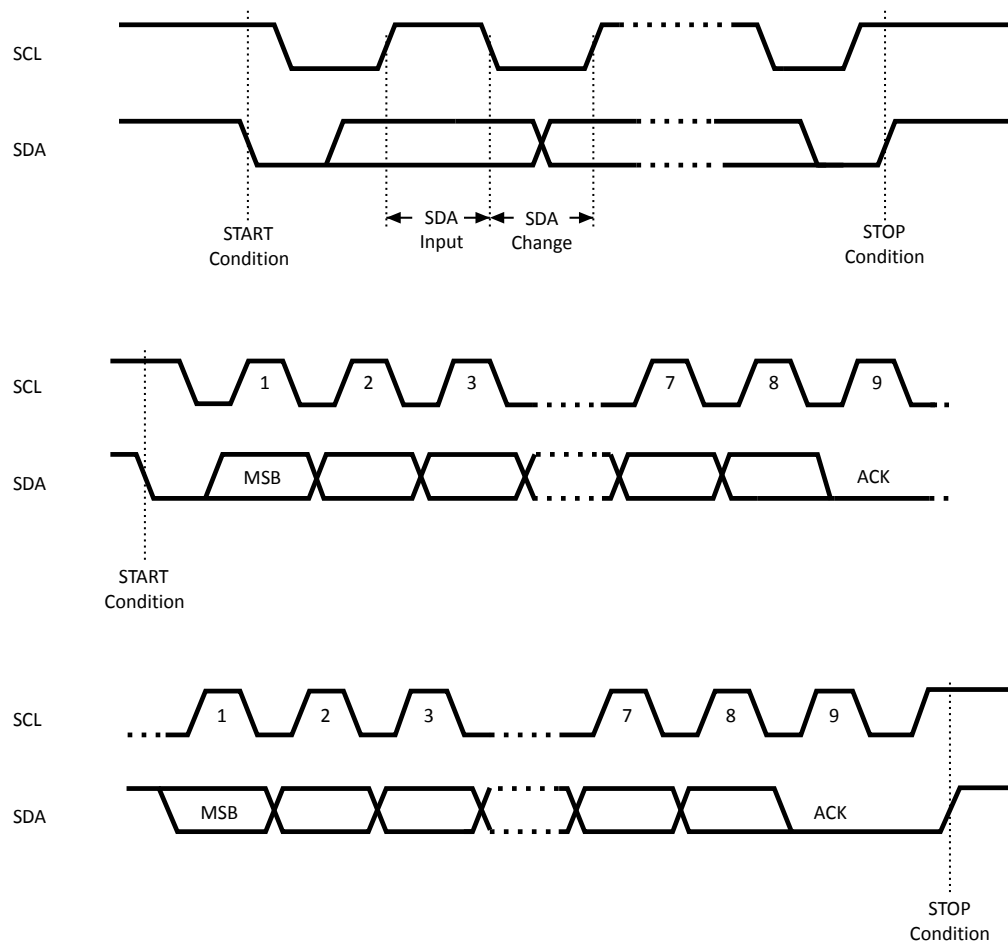 SCL
SDA
SDA
Input
SDA
Change
START
Condition
STOP
Condition
SCL
1
2
3
7
8
9
SDA
MSB
ACK
START
Condition
SCL
1
2
3
7
8
9
SDA
MSB
ACK
STOP
Condition